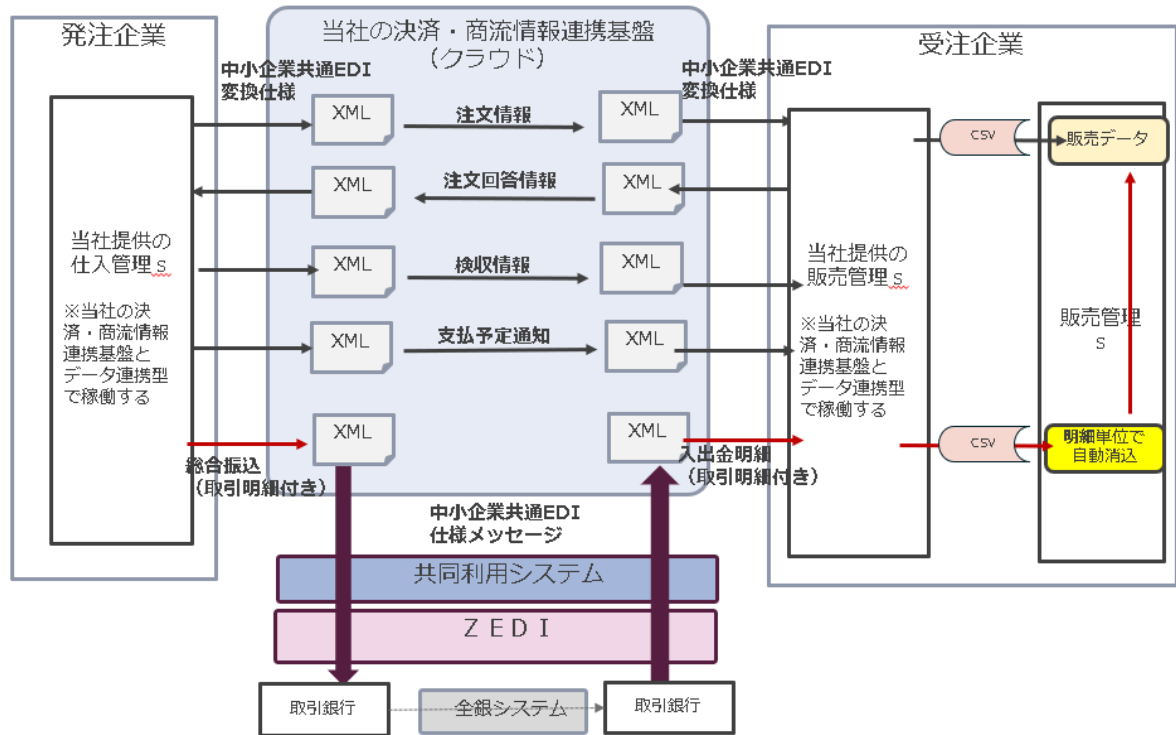 発注企業
当社の決済・商流情報連携基盤
（クラウド）
受注企業
中小企業共通EDI
変換仕様
中小企業共通EDI
変換仕様
XML
注文情報
XML
CSV
販売データ
XML
注文回答情報
XML
当社提供の
仕入管理ｓ
※当社の決
済・商流情報
連携基盤と
データ連携型
で稼働する
XML
検収情報
XML
当社提供の
販売管理ｓ
※当社の決
済・商流情報
連携基盤と
データ連携型
で稼働する
販売管理
ｓ
XML
支払予定通知
XML
XML
XML
総合振込
（取引明細付き）
入出金明細
（取引明細付き）
CSV
明細単位で
自動消込
中小企業共通EDI
仕様メッセージ
共同利用システム
ＺＥＤＩ
取引銀行
全銀システム
取引銀行